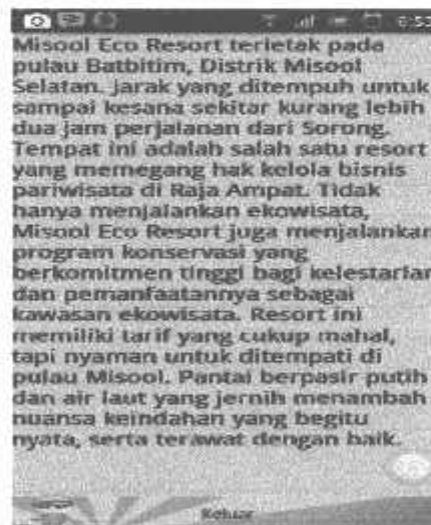 6:53
Misool Eco Resort terletak pada
pulau Batbitim, Distrik Misool
Selatan. Jarak yang ditempuh untuk
sampai kesana sekitar kurang lebih
dua jam perjalanan dari Sorong.
Tempat ini adalah salah satu resort
yang memegang hak kelola bisnis
pariwisata di Raja Ampat. Tidak
hanya menjalankan ekowisata,
Misool Eco Resort juga menjalankan
program konservasi yang
berkomitmen tinggi bagi kelestarian
dan pemanfaatannya sebagai
kawasan ekowisata. Resort ini
memiliki tarif yang cukup mahal,
tapi nyaman untuk ditempati di
pulau Misool. Pantai berpasir putih
dan air laut yang jernih menambah
nuansa keindahan yang begitu
nyata, serta terawat dengan baik.
Keluar